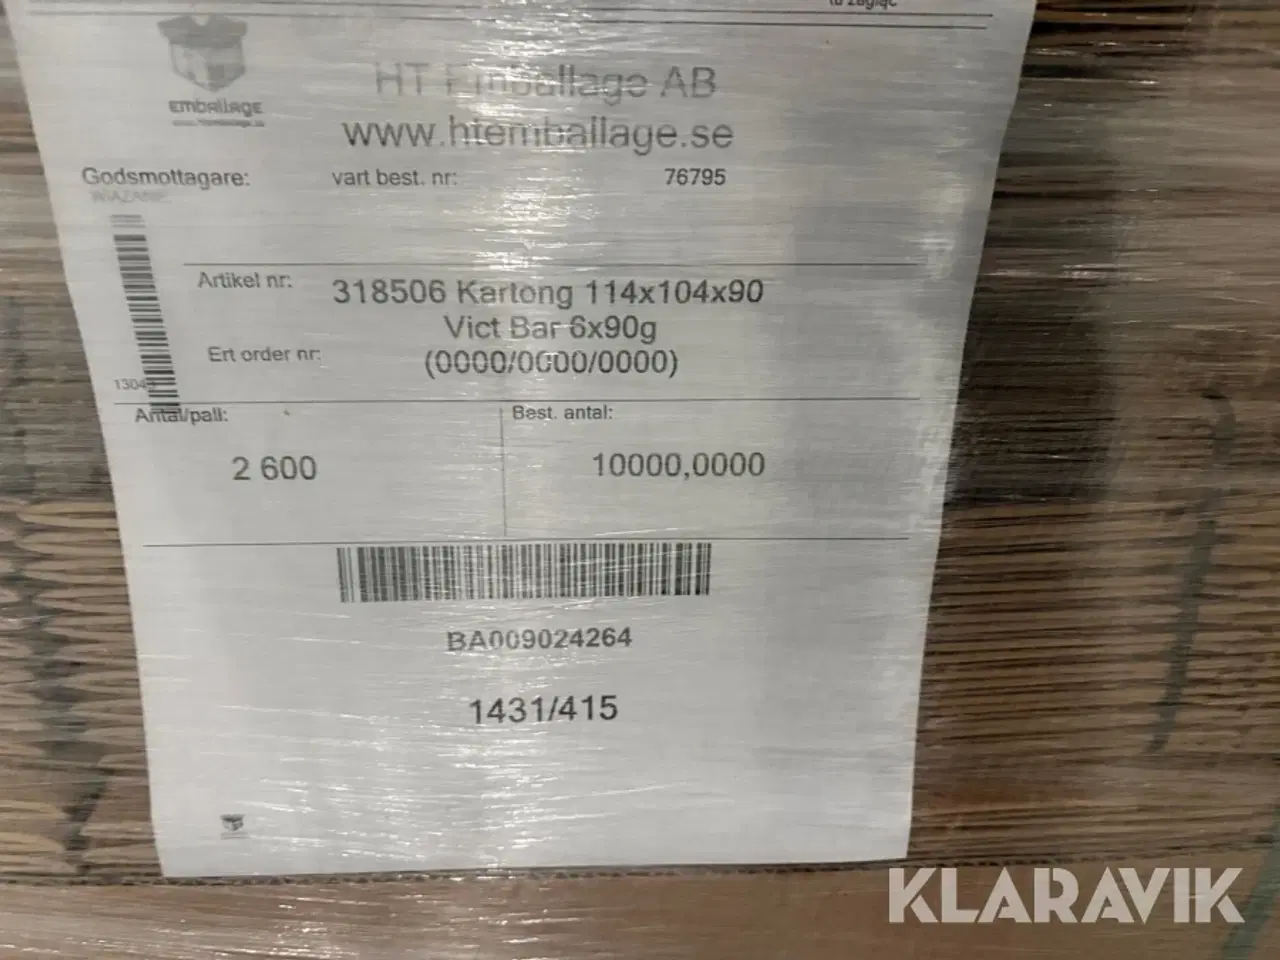 EMBALLAGE
HT Emballage AB
www.htemballage.se
Godsmottagare:
vart best. nr: 76795
Artikel nr: 318506 Kartong 114x104x90
Vict Bar 6x90g
Ert order nr: (0000/0000/0000)
Antal/pall: Best. antal:
2 600 10000,0000
BA009024264
1431/415
KLARAVIK